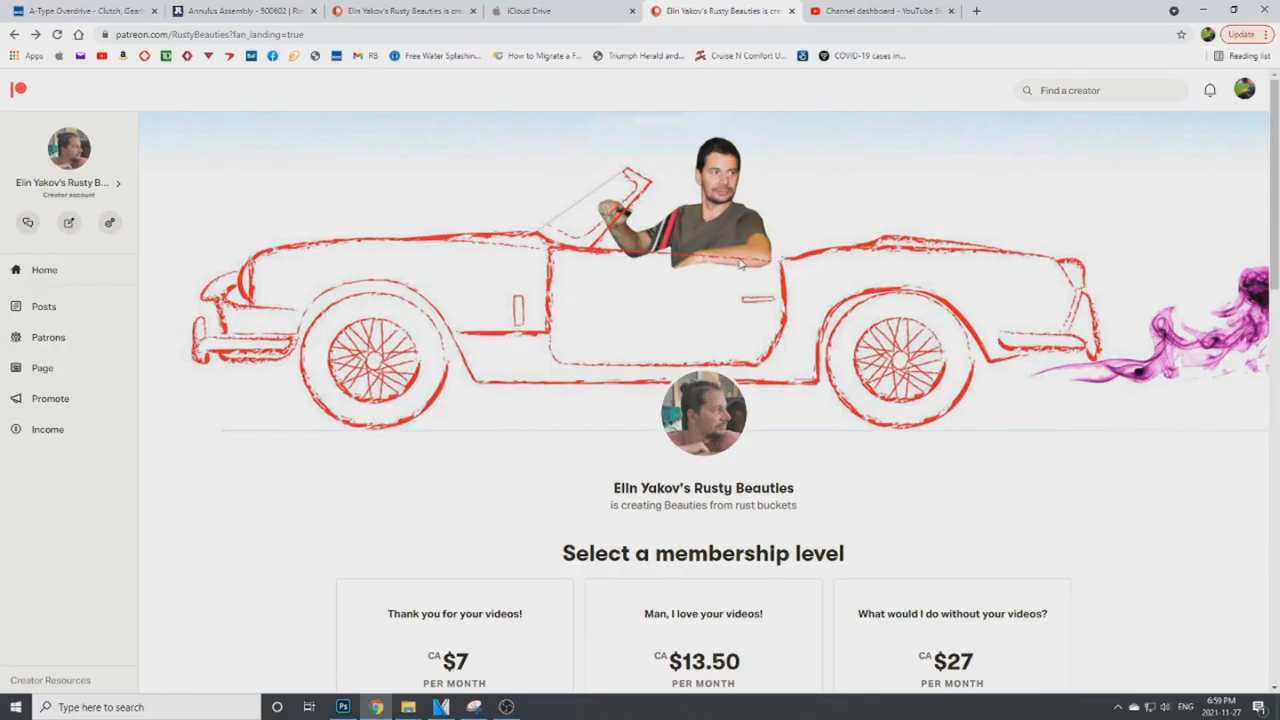 A-Type Overdrive - Clutch, Gearb
Annulus Assembly - 500602 | Ri
Elin Yakov's Rusty Beauties is cre
iCloud Drive
Elin Yakov's Rusty Beauties is cre
Channel dashboard - YouTube St
patreon.com/RustyBeauties?fan_landing=true
Update
Apps
RS
Free Water Splashin...
How to Migrate a F...
Triumph Herald and...
Cruise N Comfort U...
COVID-19 cases in...
Reading list
Find a creator
Elin Yakov's Rusty B...
Creator account
Home
Posts
Patrons
Page
Promote
Income
Elin Yakov's Rusty Beauties
is creating Beauties from rust buckets
Select a membership level
Thank you for your videos!
CA $7
PER MONTH
Man, I love your videos!
CA $13.50
PER MONTH
What would I do without your videos?
CA $27
PER MONTH
Creator Resources
Type here to search
Ps
ENG
6:59 PM
2021-11-27